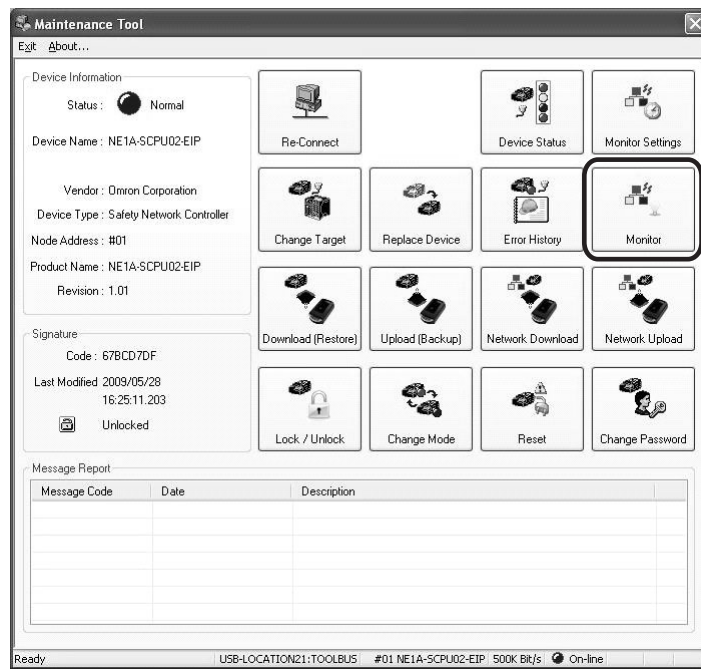 Maintenance Tool
Exit About...
Device Information
Status : Normal
Device Name : NE1A-SCPU02-EIP
Vendor : Omron Corporation
Device Type : Safety Network Controller
Node Address : #01
Product Name : NE1A-SCPU02-EIP
Revision : 1.01
Signature
Code : 67BCD7DF
Last Modified 2009/05/28
16:25:11.203
Unlocked
Re-Connect
Device Status
Monitor Settings
Change Target
Replace Device
Error History
Monitor
Download (Restore)
Upload (Backup)
Network Download
Network Upload
Lock / Unlock
Change Mode
Reset
Change Password
Message Report
Message Code Date Description
Ready USB-LOCATION21:TOOLBUS #01 NE1A-SCPU02-EIP 500K Bit/s On-line